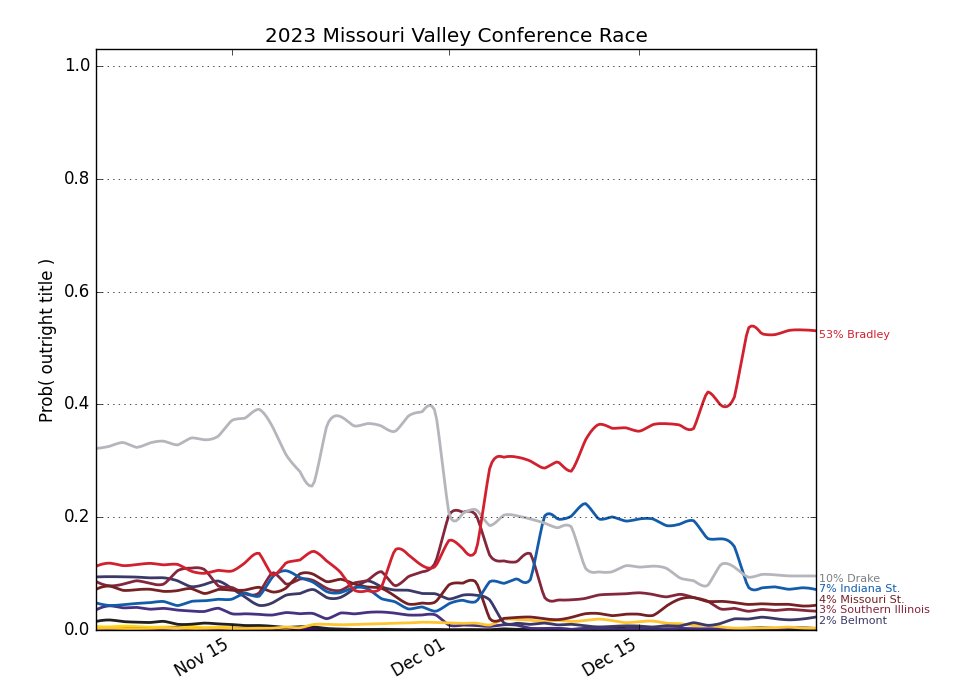 2023 Missouri Valley Conference Race
Prob( outright title )
1.0
0.8
0.6
0.4
0.2
0.0
Nov 15
Dec 01
Dec 15
53% Bradley
10% Drake
7% Indiana St.
4% Missouri St.
3% Southern Illinois
2% Belmont